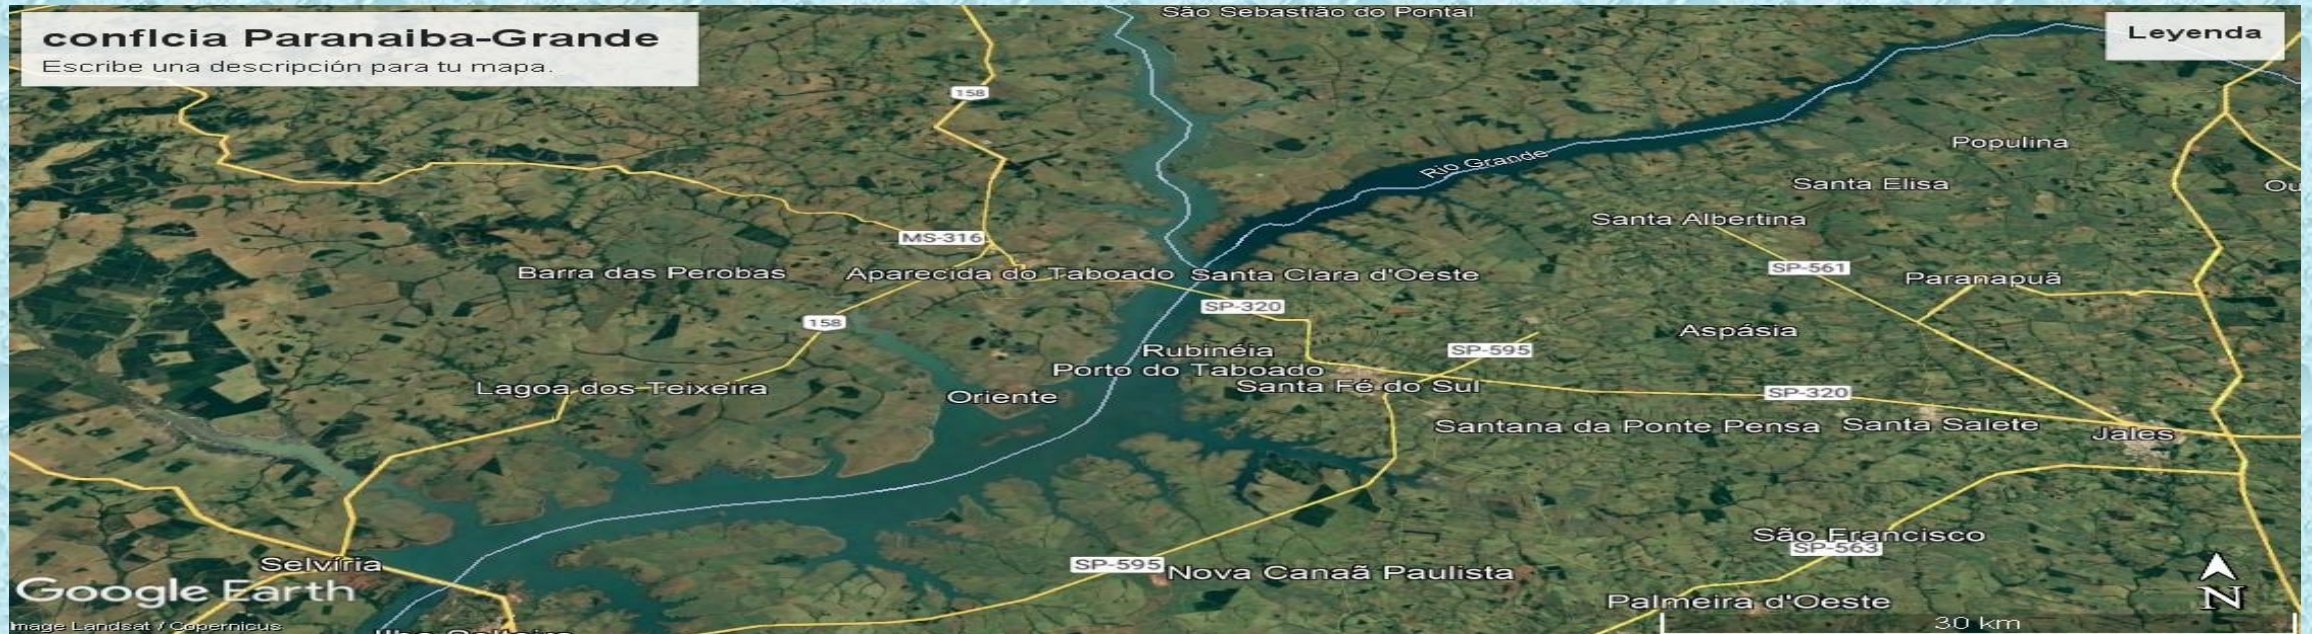 conflcia Paranaiba-Grande
Escribe una descripción para tu mapa.
Leyenda
São Sebastião do Pontal
158
Rio Grande
Populina
Santa Elisa
Ou
Santa Albertina
MS-316
Barra das Perobas
Aparecida do Taboado
Santa Clara d'Oeste
SP-561
Paranapuã
SP-320
158
Aspásia
Rubinéia
SP-595
Porto do Taboado
Santa Fé do Sul
Lagoa dos Teixeira
Oriente
SP-320
Santana da Ponte Pensa
Santa Salete
Jales
São Francisco
SP-563
Selvíria
SP-595
Nova Canaã Paulista
Google Earth
Palmeira d'Oeste
N
30 km
Image Landsat / Copernicus